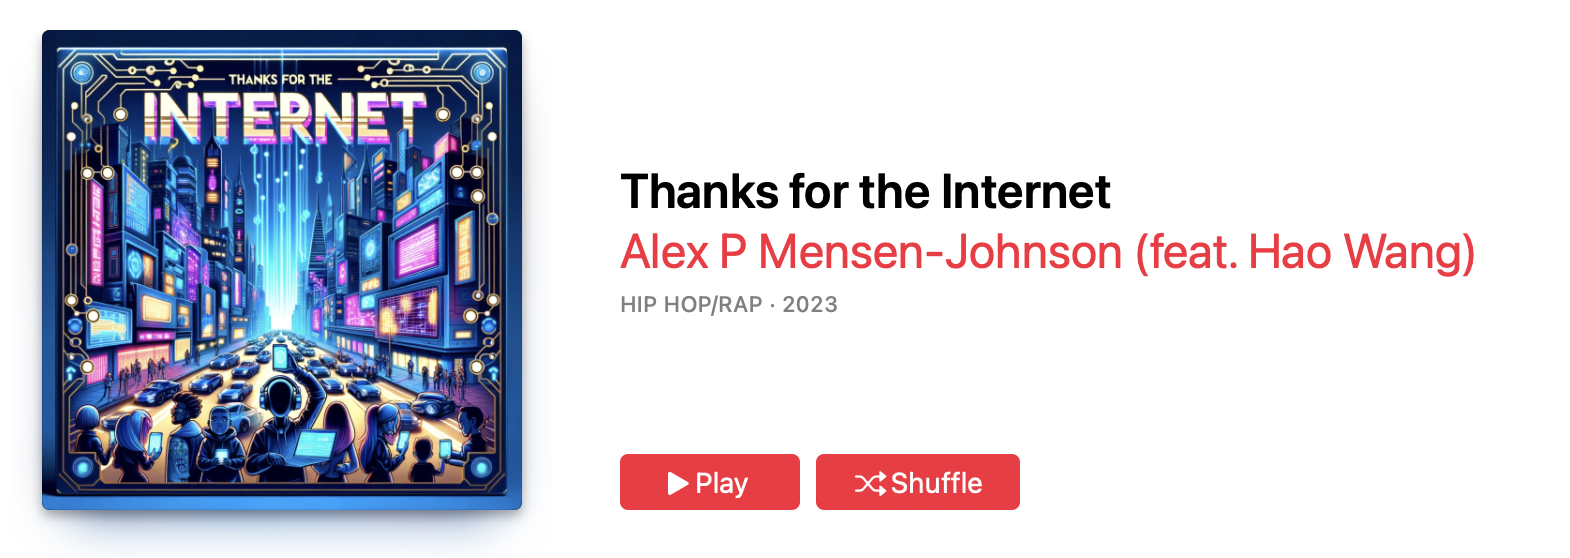 THANKS FOR THE
INTERNET
Thanks for the Internet
Alex P Mensen-Johnson (feat. Hao Wang)
HIP HOP/RAP · 2023
Play
Shuffle